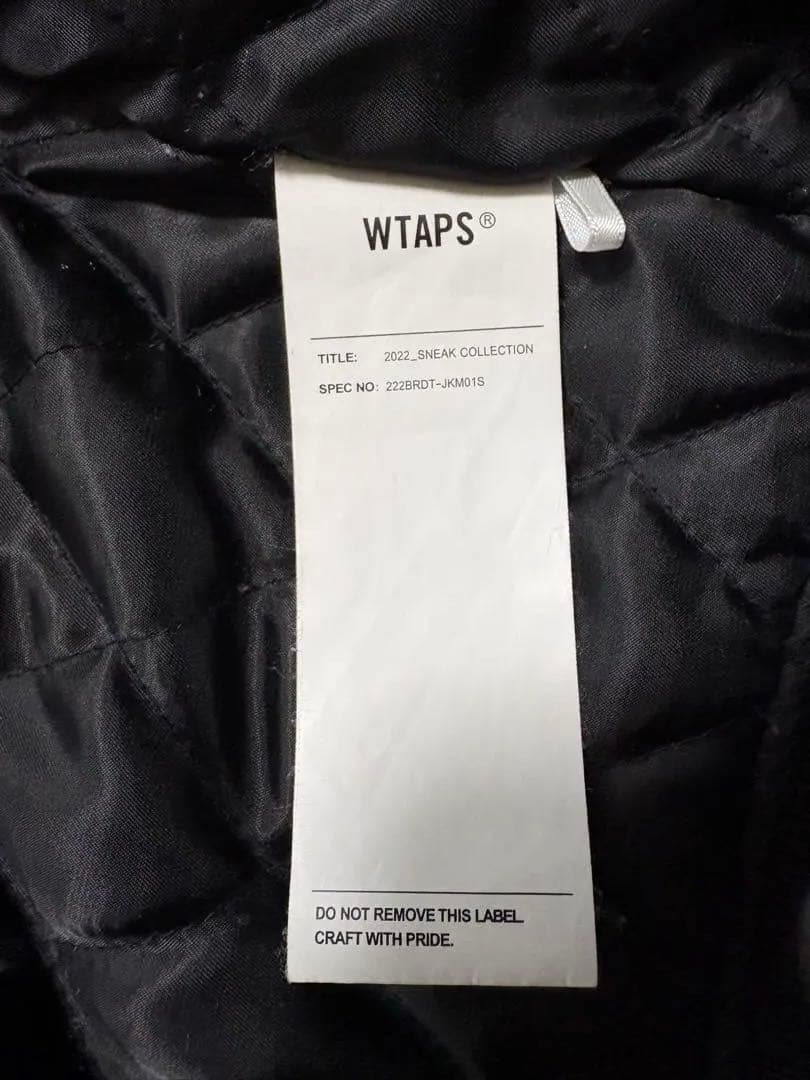 WTAPS®
TITLE: 2022_SNEAK COLLECTION
SPEC NO: 222BRDT-JKM01S
DO NOT REMOVE THIS LABEL.
CRAFT WITH PRIDE.